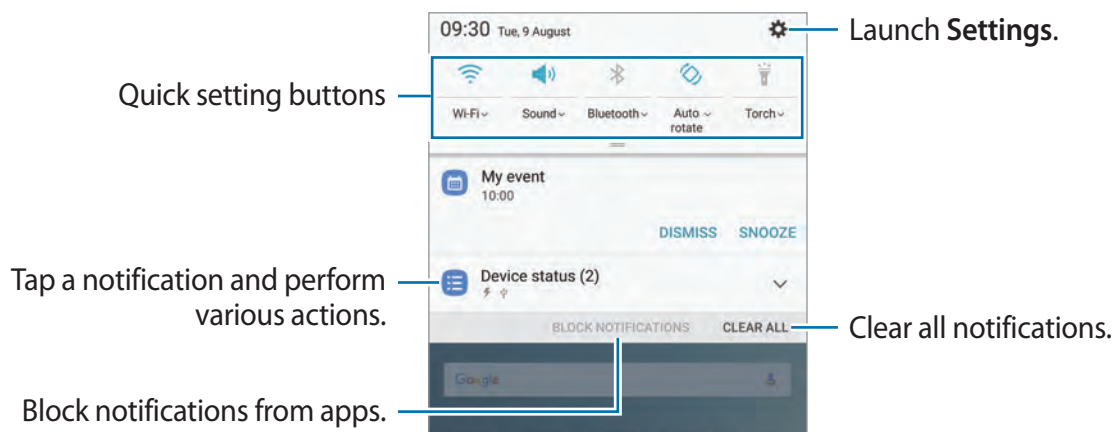 09:30 Tue, 9 August
Launch Settings.
Quick setting buttons
Wi-Fi
Sound
Bluetooth
Auto
rotate
Torch
My event
10:00
DISMISS SNOOZE
Tap a notification and perform
various actions.
Device status (2)
BLOCK NOTIFICATIONS CLEAR ALL
Clear all notifications.
Google
Block notifications from apps.